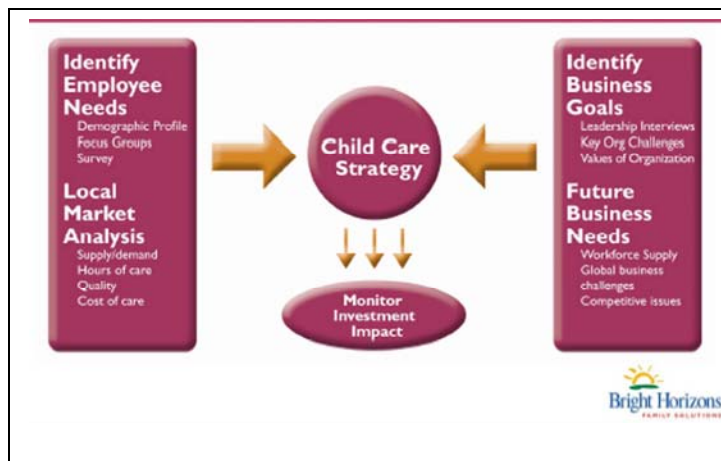 Identify
Employee
Needs
Demographic Profile
Focus Groups
Survey
Local
Market
Analysis
Supply/demand
Hours of care
Quality
Cost of care
Child Care
Strategy
Monitor
Investment
Impact
Identify
Business
Goals
Leadership Interviews
Key Org Challenges
Values of Organization
Future
Business
Needs
Workforce Supply
Global business
challenges
Competitive issues
Bright Horizons
FAMILY SOLUTIONS